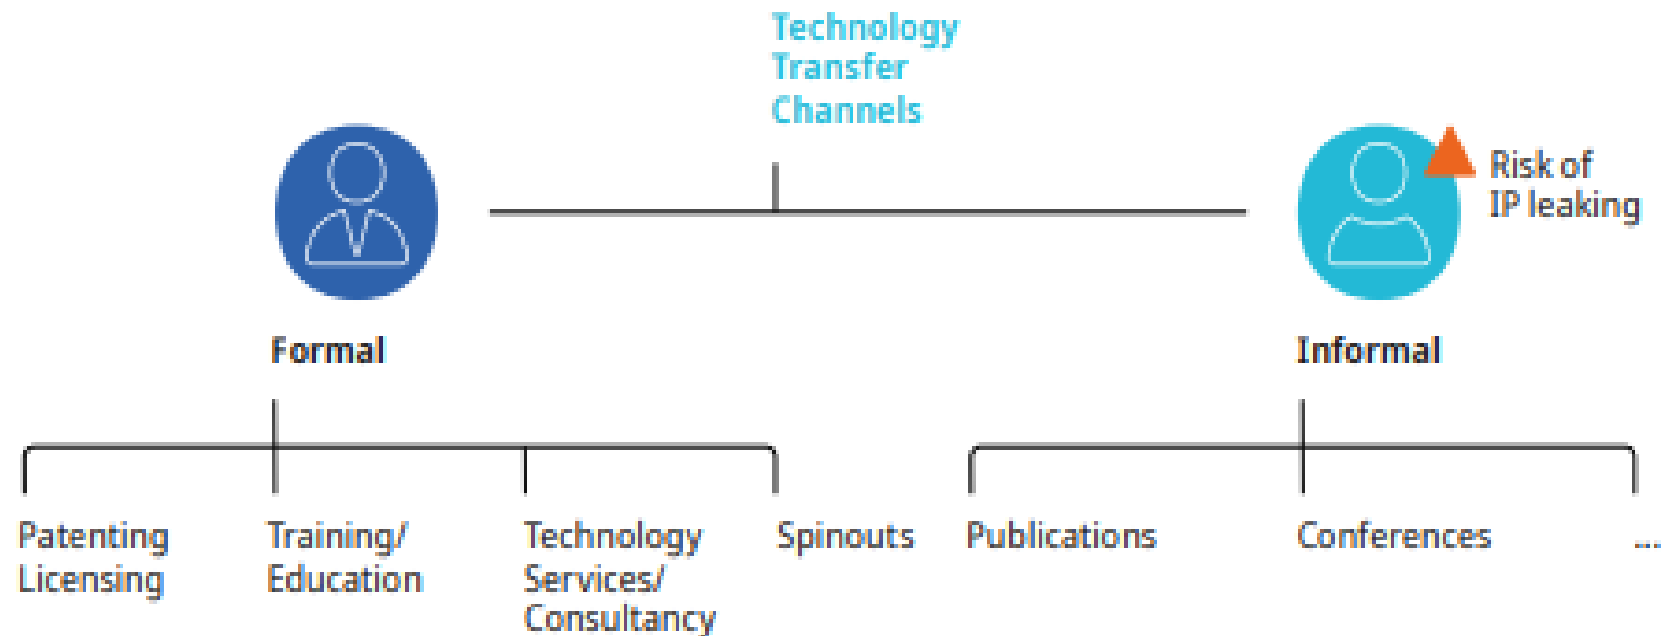 Technology
Transfer
Channels
Risk of
IP leaking
Formal
Informal
Patenting
Licensing
Training/
Education
Technology
Services/
Consultancy
Spinouts
Publications
Conferences
...